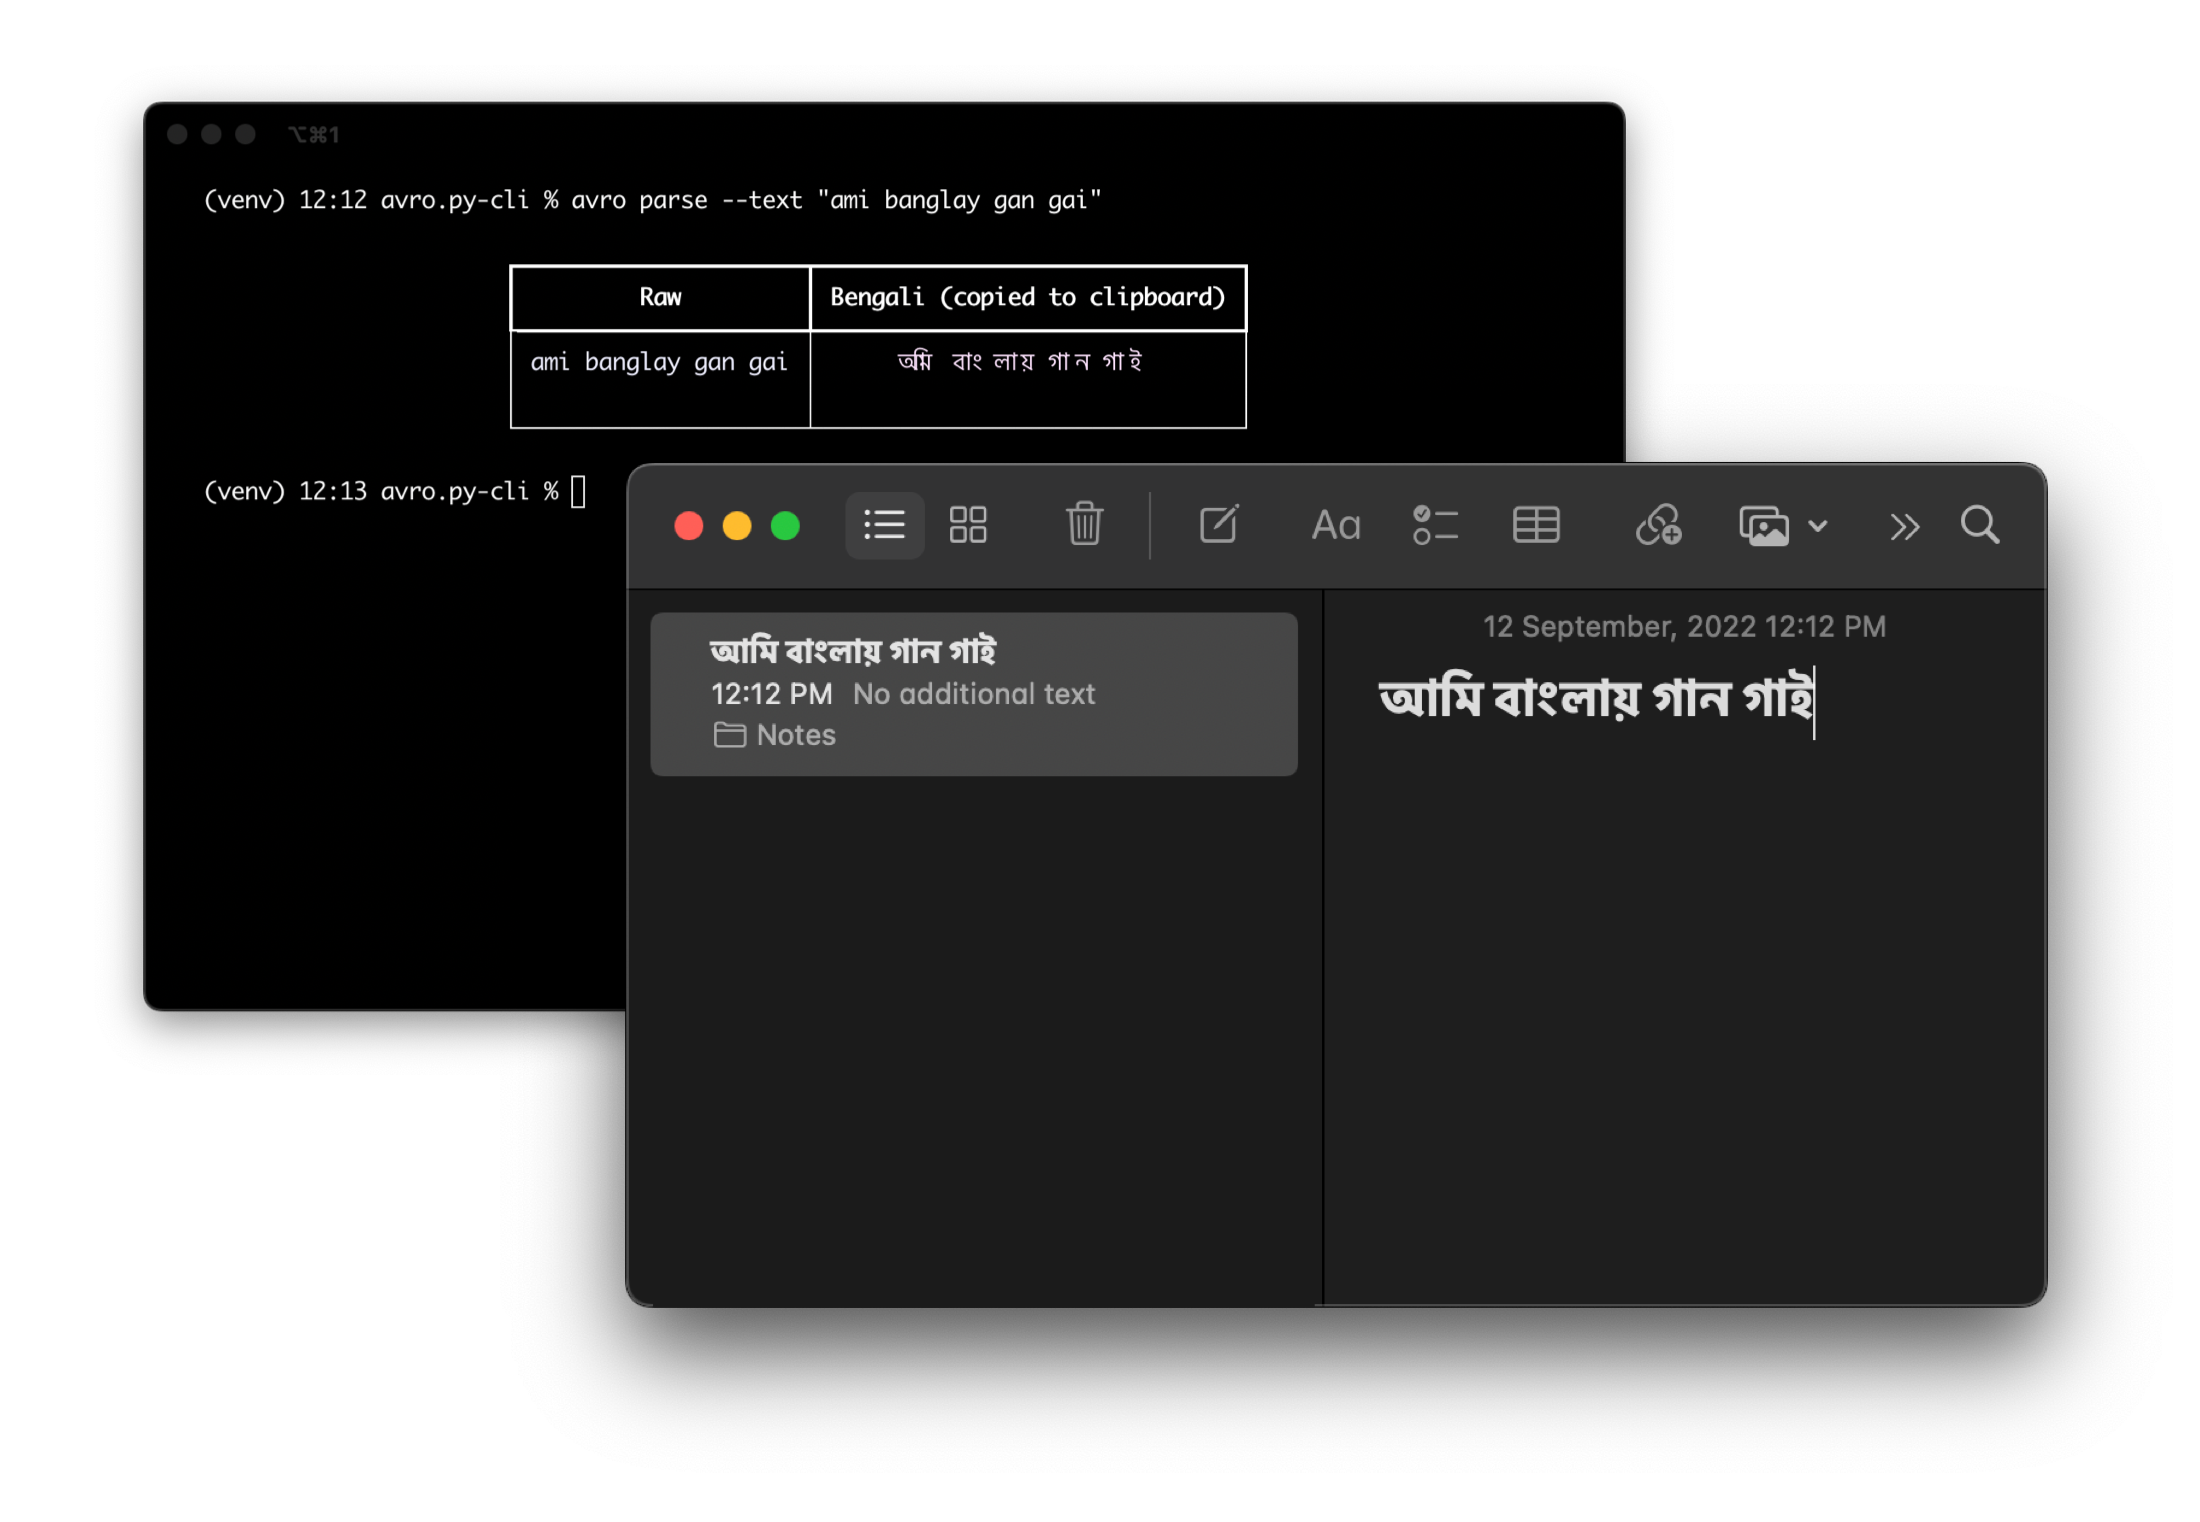 ⌥⌘1
(venv) 12:12 avro.py-cli % avro parse --text "ami banglay gan gai"
Raw Bengali (copied to clipboard)
ami banglay gan gai আমি বাংলায় গান গাই
(venv) 12:13 avro.py-cli %
Aa
আমি বাংলায় গান গাই
12:12 PM No additional text
Notes
12 September, 2022 12:12 PM
আমি বাংলায় গান গাই